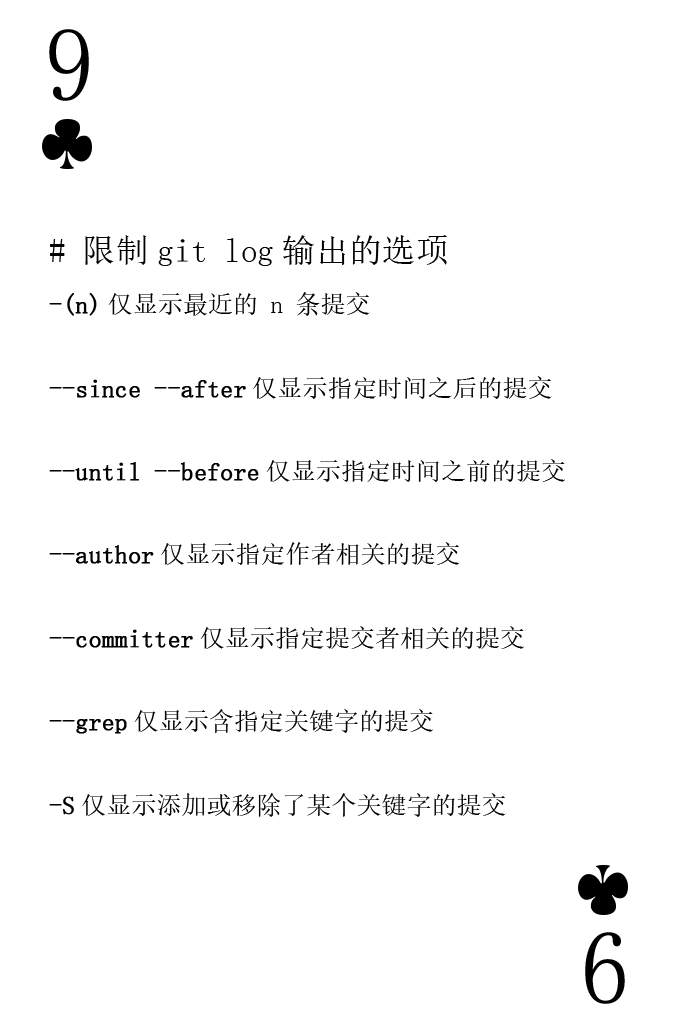 9
# 限制 git log 输出的选项
-(n) 仅显示最近的 n 条提交
--since --after 仅显示指定时间之后的提交
--until --before 仅显示指定时间之前的提交
--author 仅显示指定作者相关的提交
--committer 仅显示指定提交者相关的提交
--grep 仅显示含指定关键字的提交
-S 仅显示添加或移除了某个关键字的提交
9